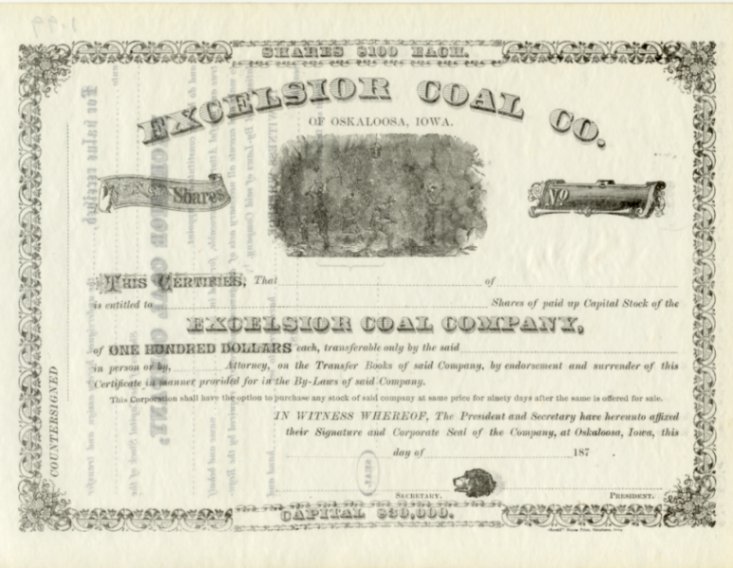 SHARES $100 EACH.
EXCELSIOR COAL CO.
OF OSKALOOSA, IOWA.
Shares
No
THIS CERTIFIES, That of
is entitled to Shares of paid up Capital Stock of the
EXCELSIOR COAL COMPANY,
of ONE HUNDRED DOLLARS each, transferable only by the said
in person or by, Attorney, on the Transfer Books of said Company, by endorsement and surrender of this
Certificate in manner provided for in the By-Laws of said Company.
This Corporation shall have the option to purchase any stock of said company at same price for ninety days after the same is offered for sale.
IN WITNESS WHEREOF, The President and Secretary have hereunto affixed
their Signature and Corporate Seal of the Company, at Oskaloosa, Iowa, this
day of 187
COUNTERSIGNED
SEAL
SECRETARY. PRESIDENT.
CAPITAL $30,000.